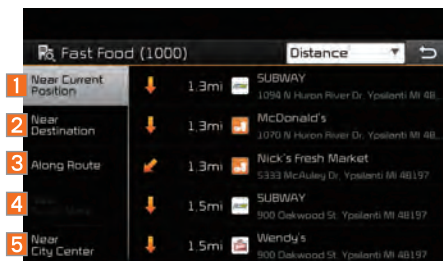 Fast Food (1000)
Distance
1
Near Current
Position
1.3mi
SUBWAY
1094 N Huron River Dr, Ypsilanti MI 48..
2
Near
Destination
1.3mi
McDonald's
1070 N Huron River Dr, Ypsilanti MI 48..
3
Along Route
1.3mi
Nick's Fresh Market
5333 McAuley Dr, Ypsilanti MI 48197
4
Near
1.5mi
SUBWAY
900 Oakwood St, Ypsilanti MI 48197
5
Near
City Center
1.5mi
Wendy's
900 Oakwood St, Ypsilanti MI 48197